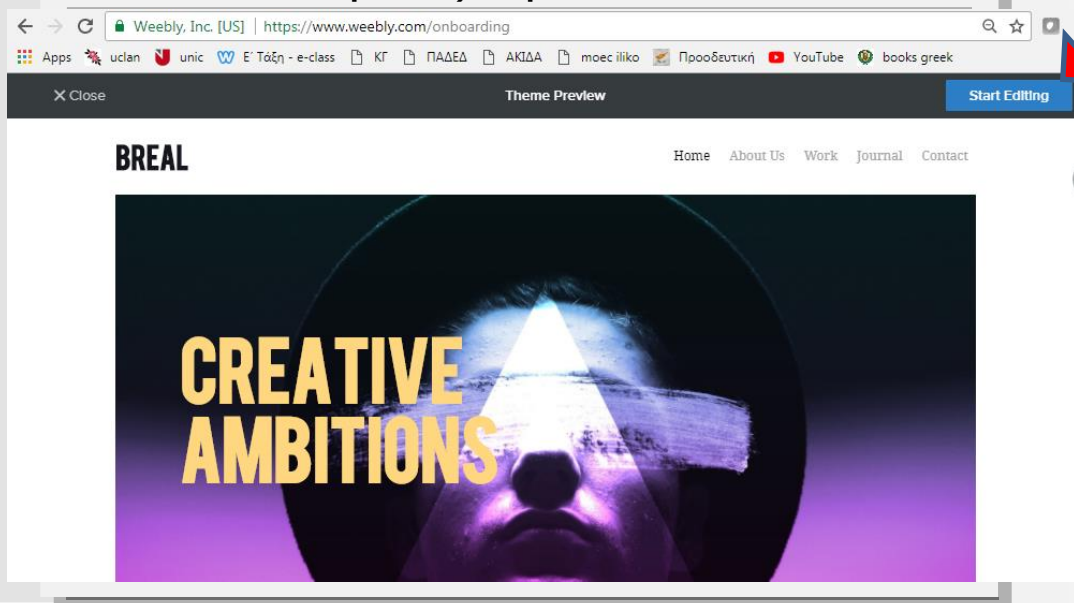 Weebly, Inc. [US] | https://www.weebly.com/onboarding
Apps uclan unic Ε΄ Τάξη - e-class ΚΓ ΠΑΔΕΔ ΑΚΙΔΑ moec iliko Προοδευτική YouTube books greek
Close Theme Preview Start Editing
BREAL Home About Us Work Journal Contact
CREATIVE
AMBITIONS